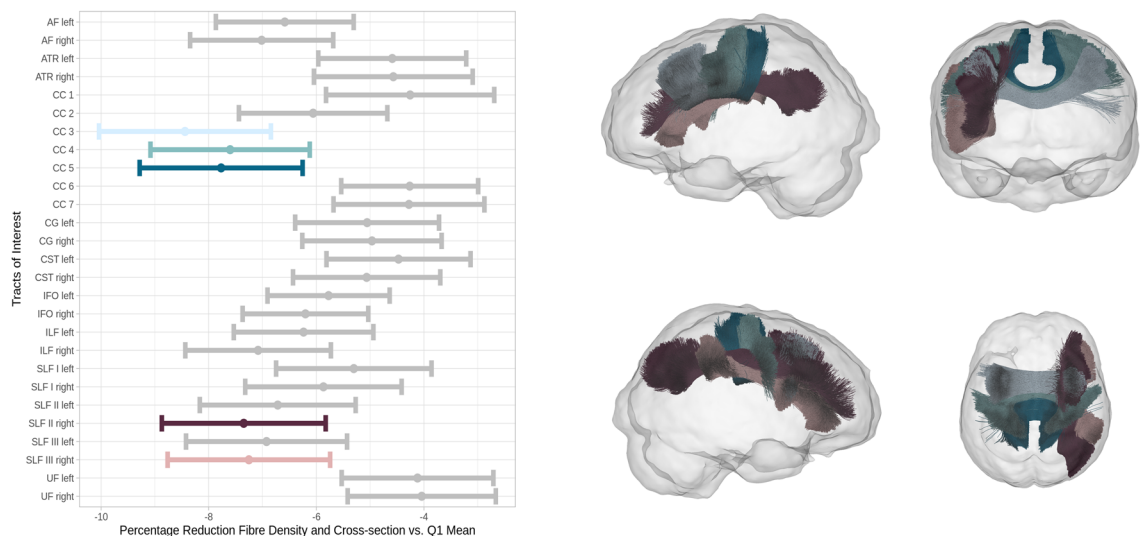 Tracts of Interest
AF left
AF right
ATR left
ATR right
CC 1
CC 2
CC 3
CC 4
CC 5
CC 6
CC 7
CG left
CG right
CST left
CST right
IFO left
IFO right
ILF left
ILF right
SLF I left
SLF I right
SLF II left
SLF II right
SLF III left
SLF III right
UF left
UF right
-10 -8 -6 -4
Percentage Reduction Fibre Density and Cross-section vs. Q1 Mean